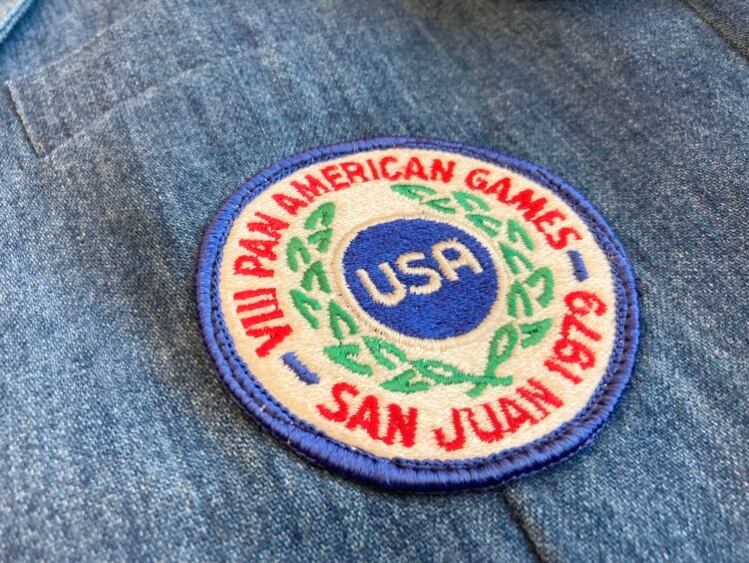 VIII PAN AMERICAN GAMES
USA
SAN JUAN 1979